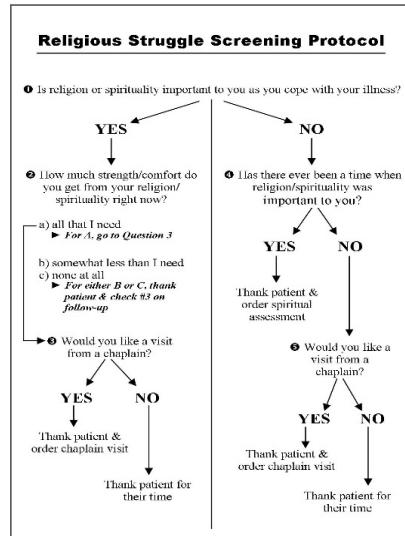 Religious Struggle Screening Protocol
❶ Is religion or spirituality important to you as you cope with your illness?
YES
NO
❷ How much strength/comfort do
you get from your religion/
spirituality right now?
a) all that I need
► For A, go to Question 3
b) somewhat less than I need
c) none at all
► For either B or C, thank
patient & check #3 on
follow-up
❸ Would you like a visit
from a chaplain?
YES
NO
Thank patient &
order chaplain visit
Thank patient for
their time
❹ Has there ever been a time when
religion/spirituality was
important to you?
YES
NO
Thank patient &
order spiritual
assessment
❺ Would you like a
visit from a
chaplain?
YES
NO
Thank patient &
order chaplain visit
Thank patient for
their time